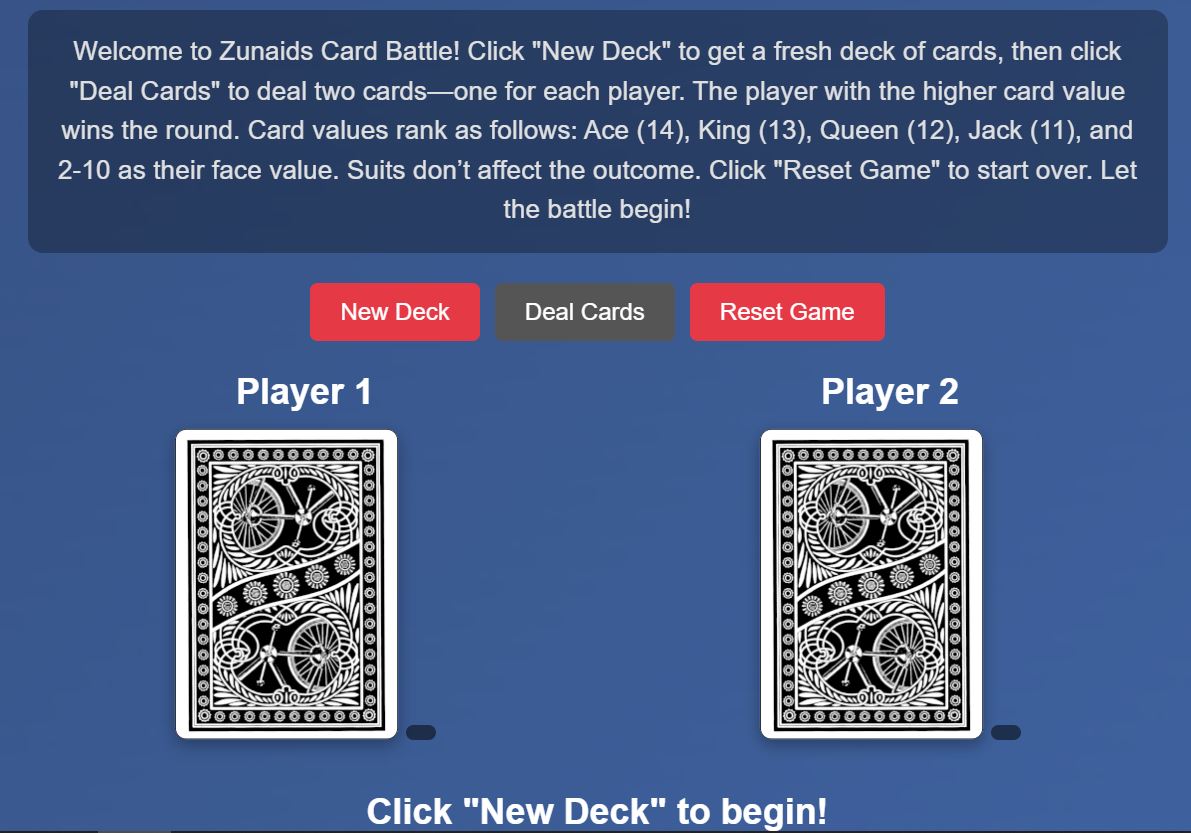 Welcome to Zunaids Card Battle! Click "New Deck" to get a fresh deck of cards, then click
"Deal Cards" to deal two cards—one for each player. The player with the higher card value
wins the round. Card values rank as follows: Ace (14), King (13), Queen (12), Jack (11), and
2-10 as their face value. Suits don’t affect the outcome. Click "Reset Game" to start over. Let
the battle begin!
New Deck
Deal Cards
Reset Game
Player 1
Player 2
Click "New Deck" to begin!